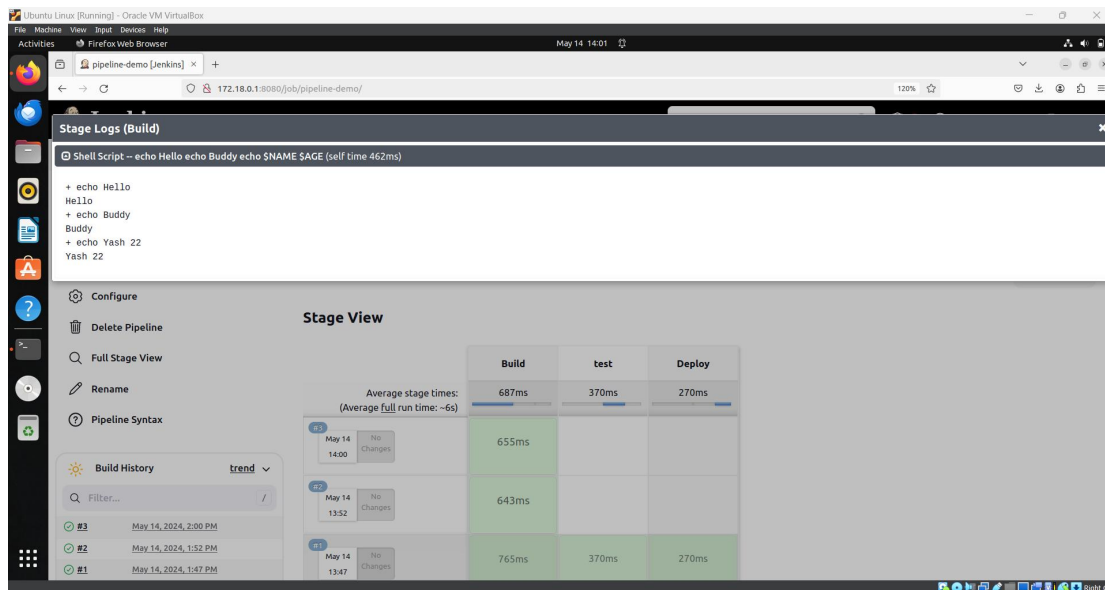 Ubuntu Linux [Running] - Oracle VM VirtualBox
File Machine View Input Devices Help
Activities Firefox Web Browser May 14 14:01
pipeline-demo [Jenkins] × +
172.18.0.1:8080/job/pipeline-demo/ 120%
Stage Logs (Build)
Shell Script -- echo Hello echo Buddy echo $NAME $AGE (self time 462ms)
+ echo Hello
Hello
+ echo Buddy
Buddy
+ echo Yash 22
Yash 22
Configure
Delete Pipeline
Full Stage View
Rename
Pipeline Syntax
Build History trend
Filter... /
#3 May 14, 2024, 2:00 PM
#2 May 14, 2024, 1:52 PM
#1 May 14, 2024, 1:47 PM
Stage View
Build test Deploy
Average stage times: 687ms 370ms 270ms
(Average full run time: ~6s)
#3
May 14 No
14:00 Changes
655ms
#2
May 14 No
13:52 Changes
643ms
#1
May 14 No
13:47 Changes
765ms 370ms 270ms
Right